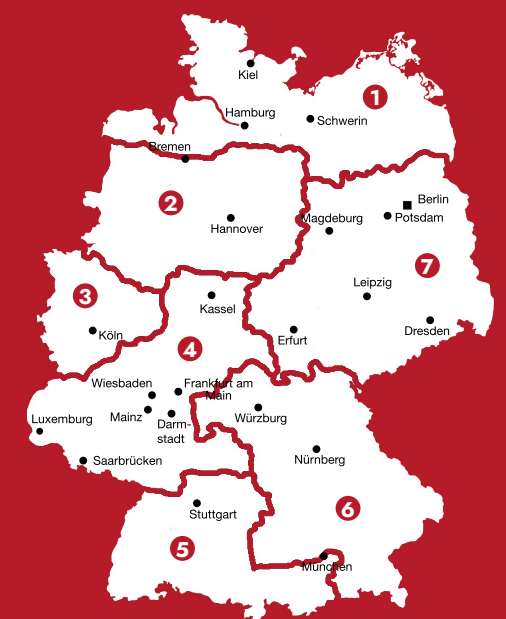 Kiel
1
Hamburg
Schwerin
Bremen
Berlin
2
Magdeburg
Potsdam
Hannover
7
Leipzig
3
Kassel
Köln
Erfurt
Dresden
4
Wiesbaden
Frankfurt am
Main
Mainz
Darm-
stadt
Würzburg
Luxemburg
Saarbrücken
Nürnberg
Stuttgart
6
5
München